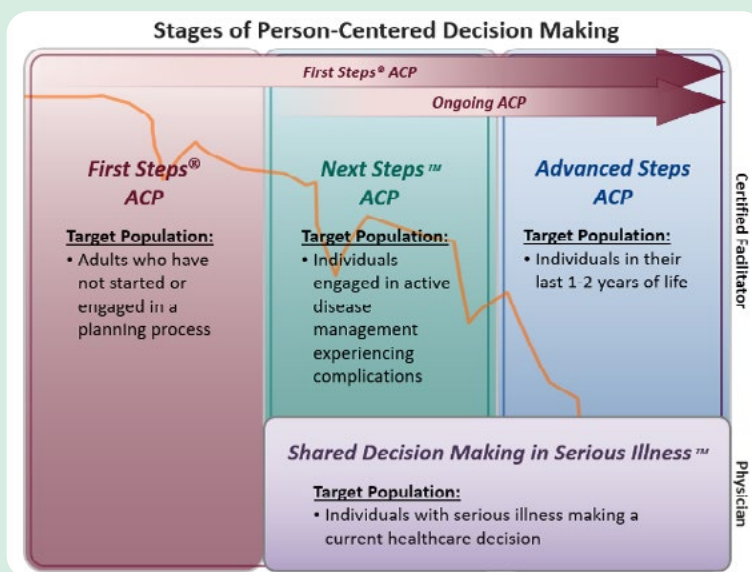 Stages of Person-Centered Decision Making
First Steps® ACP
Ongoing ACP
First Steps®
ACP
Target Population:
• Adults who have
not started or
engaged in a
planning process
Next Steps™
ACP
Target Population:
• Individuals
engaged in active
disease
management
experiencing
complications
Advanced Steps
ACP
Target Population:
• Individuals in their
last 1-2 years of life
Certified Facilitator
Shared Decision Making in Serious Illness™
Target Population:
• Individuals with serious illness making a
current healthcare decision
Physician